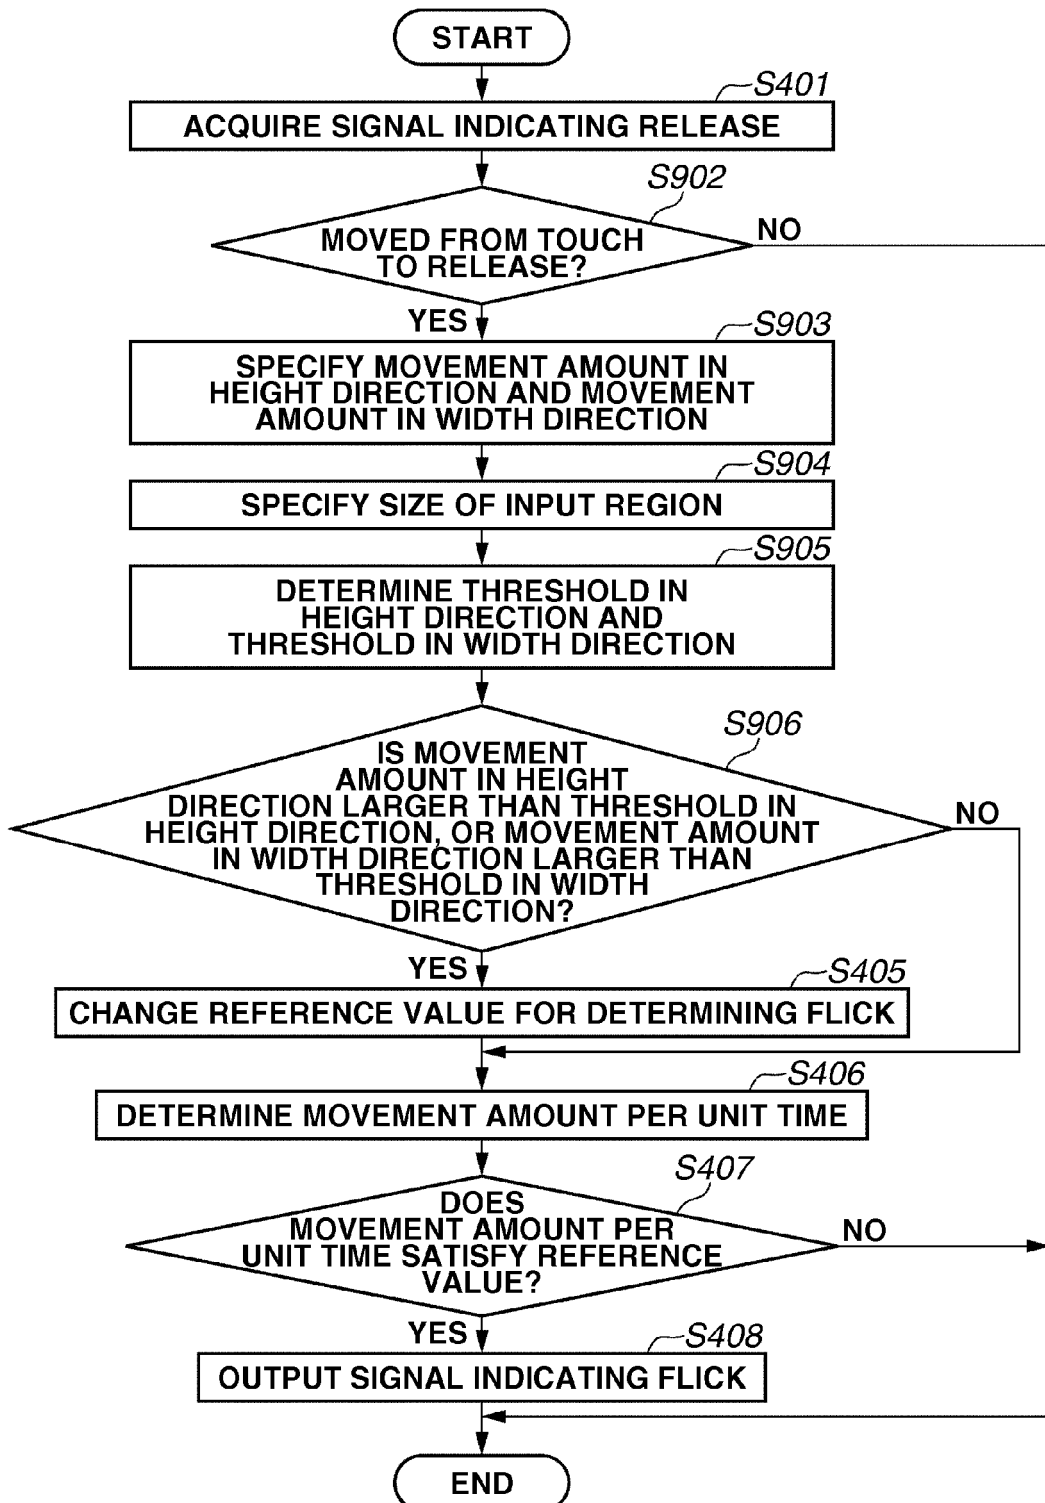 START
S401
ACQUIRE SIGNAL INDICATING RELEASE
S902
MOVED FROM TOUCH
TO RELEASE?
NO
YES
S903
SPECIFY MOVEMENT AMOUNT IN
HEIGHT DIRECTION AND MOVEMENT
AMOUNT IN WIDTH DIRECTION
S904
SPECIFY SIZE OF INPUT REGION
S905
DETERMINE THRESHOLD IN
HEIGHT DIRECTION AND
THRESHOLD IN WIDTH DIRECTION
S906
IS MOVEMENT
AMOUNT IN HEIGHT
DIRECTION LARGER THAN THRESHOLD IN
HEIGHT DIRECTION, OR MOVEMENT AMOUNT
IN WIDTH DIRECTION LARGER THAN
THRESHOLD IN WIDTH
DIRECTION?
NO
YES
S405
CHANGE REFERENCE VALUE FOR DETERMINING FLICK
S406
DETERMINE MOVEMENT AMOUNT PER UNIT TIME
S407
DOES
MOVEMENT AMOUNT PER
UNIT TIME SATISFY REFERENCE
VALUE?
NO
YES
S408
OUTPUT SIGNAL INDICATING FLICK
END